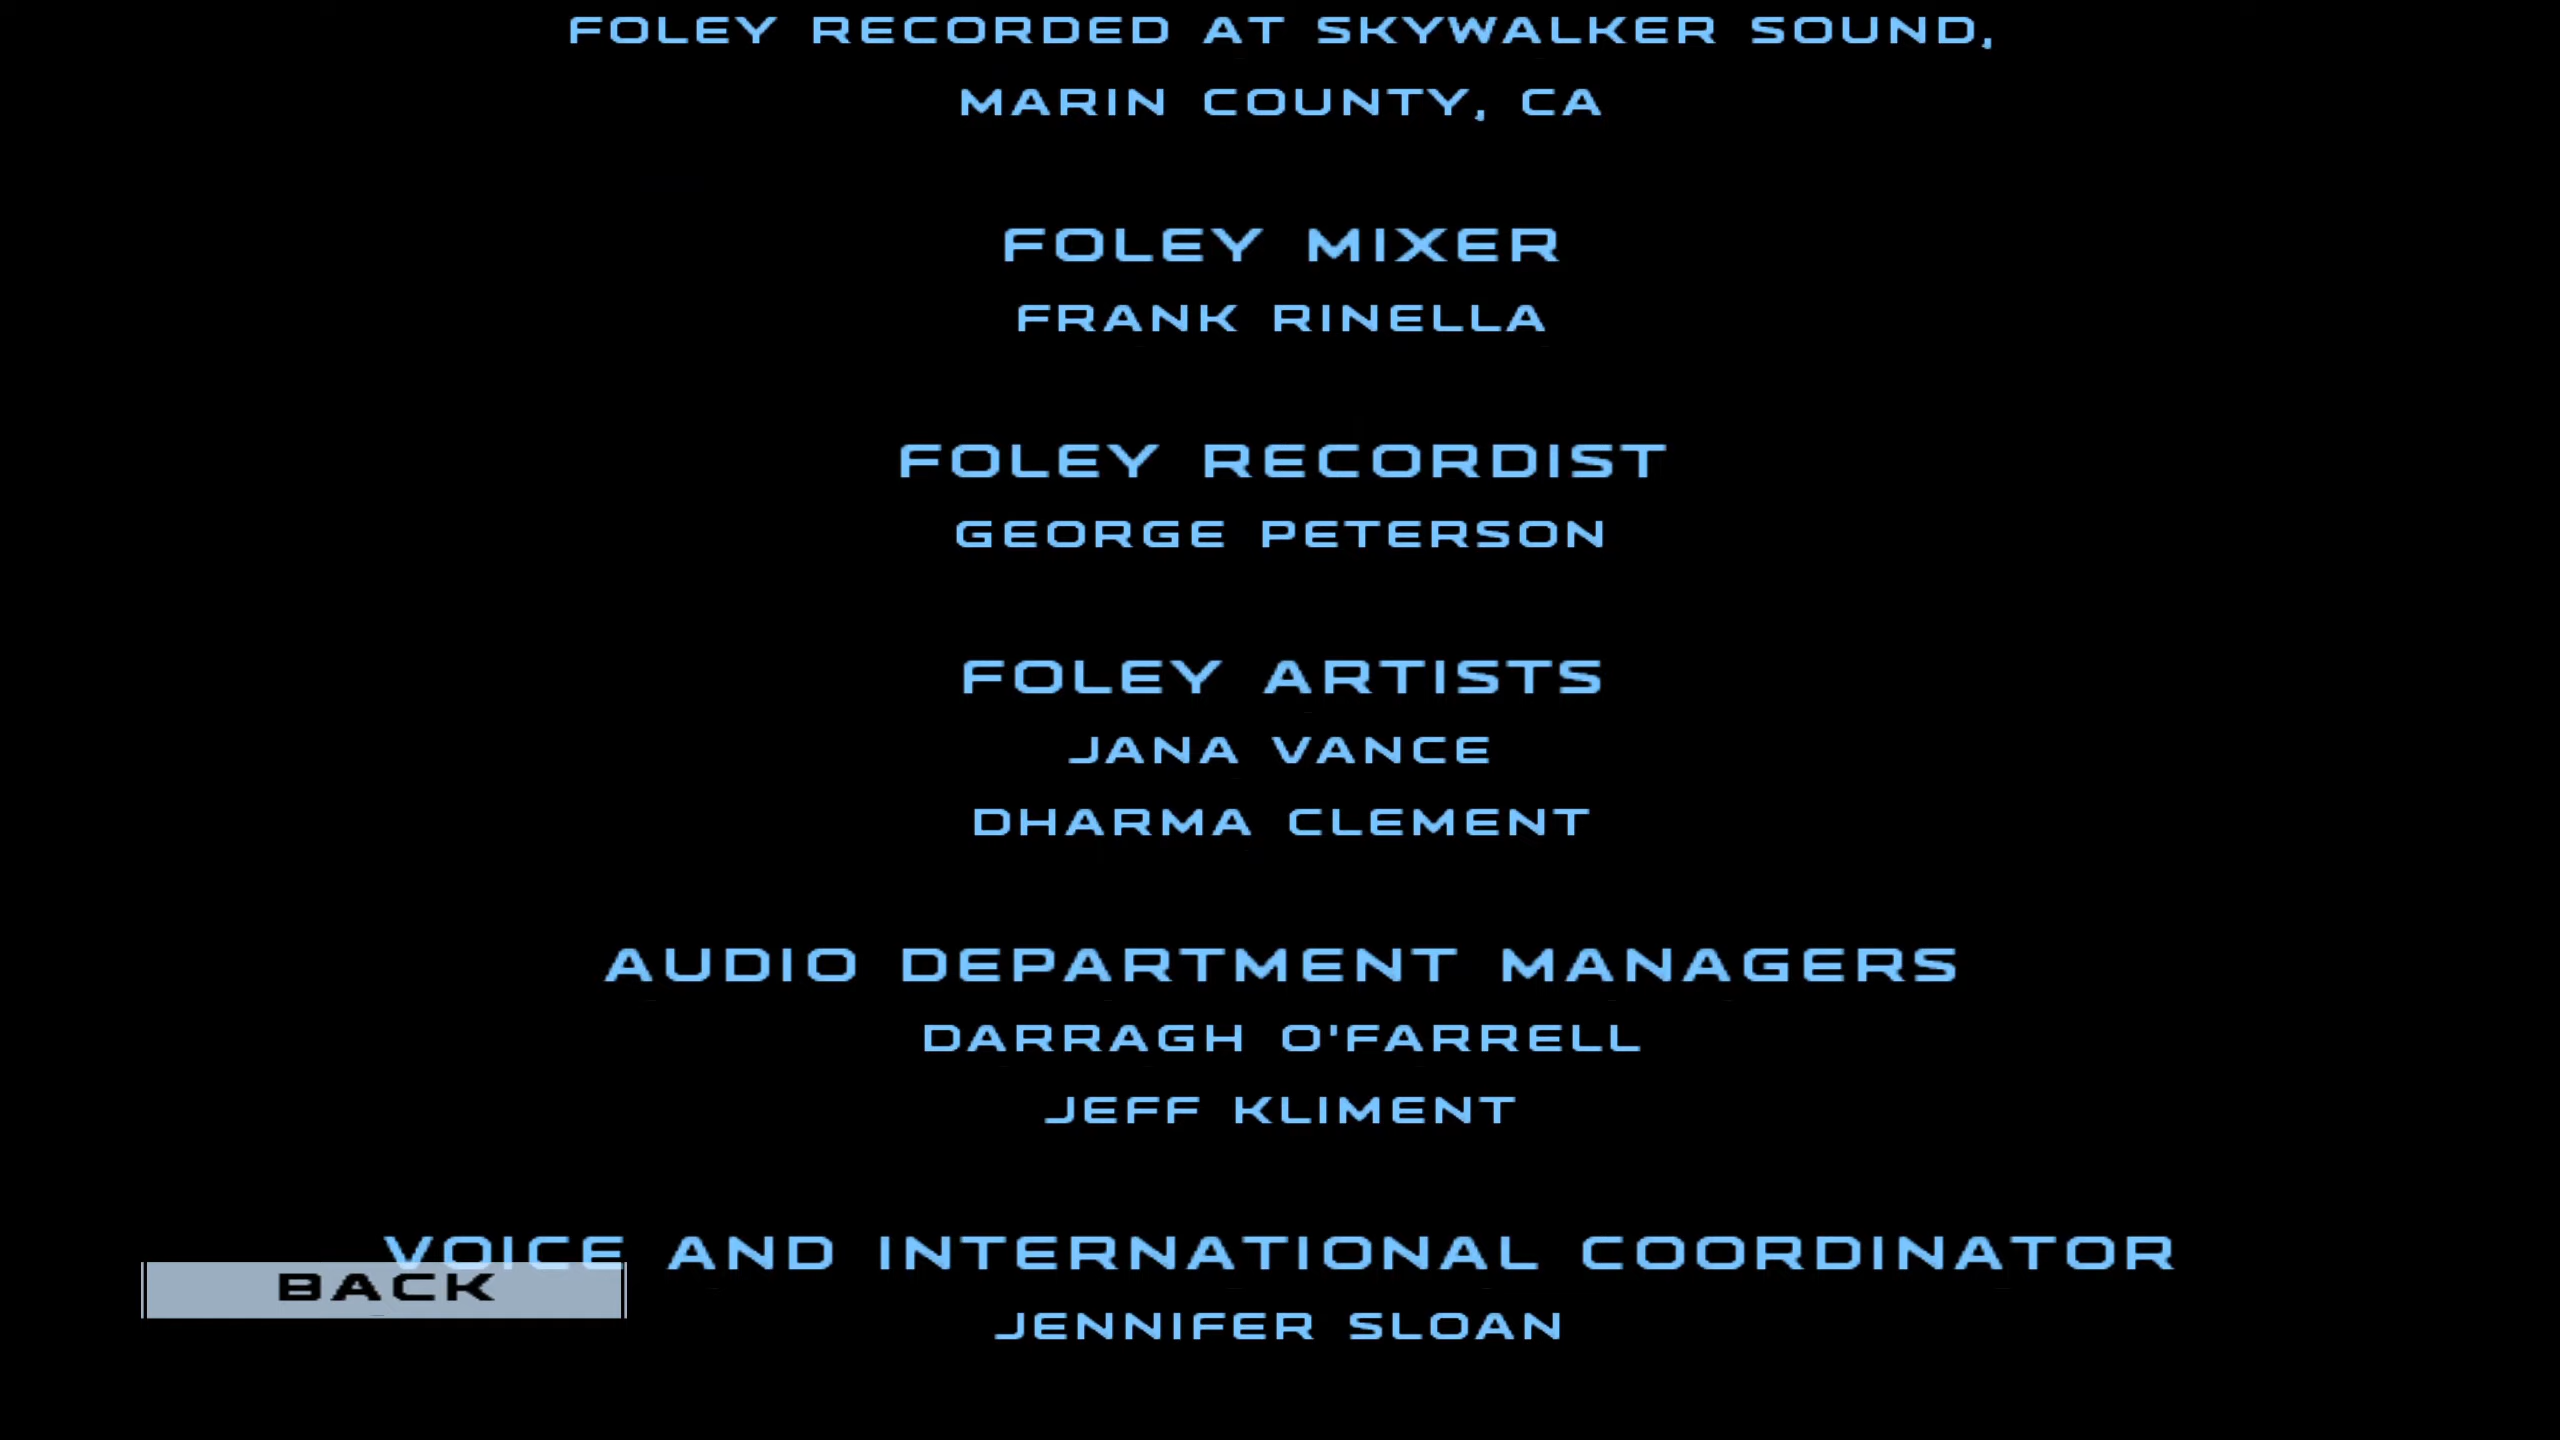 FOLEY RECORDED AT SKYWALKER SOUND,
MARIN COUNTY, CA
FOLEY MIXER
FRANK RINELLA
FOLEY RECORDIST
GEORGE PETERSON
FOLEY ARTISTS
JANA VANCE
DHARMA CLEMENT
AUDIO DEPARTMENT MANAGERS
DARRAGH O'FARRELL
JEFF KLIMENT
VOICE AND INTERNATIONAL COORDINATOR
BACK
JENNIFER SLOAN